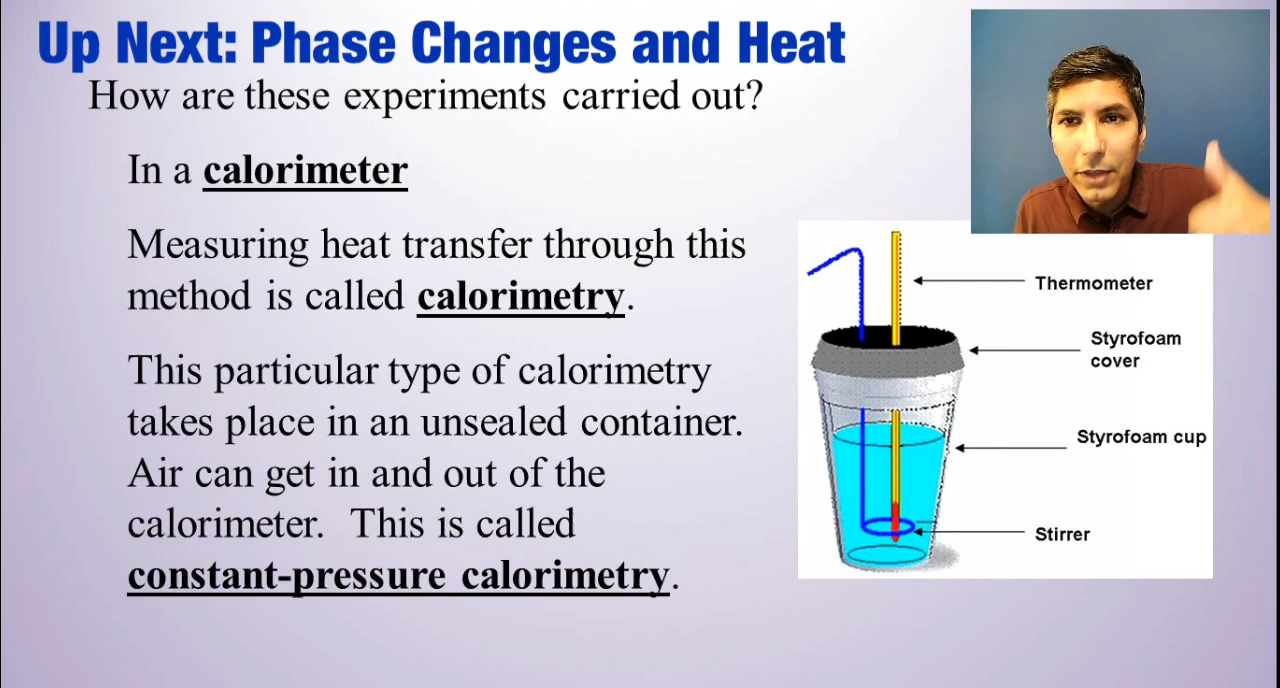 Up Next: Phase Changes and Heat
How are these experiments carried out?
In a calorimeter
Measuring heat transfer through this
method is called calorimetry.
This particular type of calorimetry
takes place in an unsealed container.
Air can get in and out of the
calorimeter. This is called
constant-pressure calorimetry.
Thermometer
Styrofoam
cover
Styrofoam cup
Stirrer